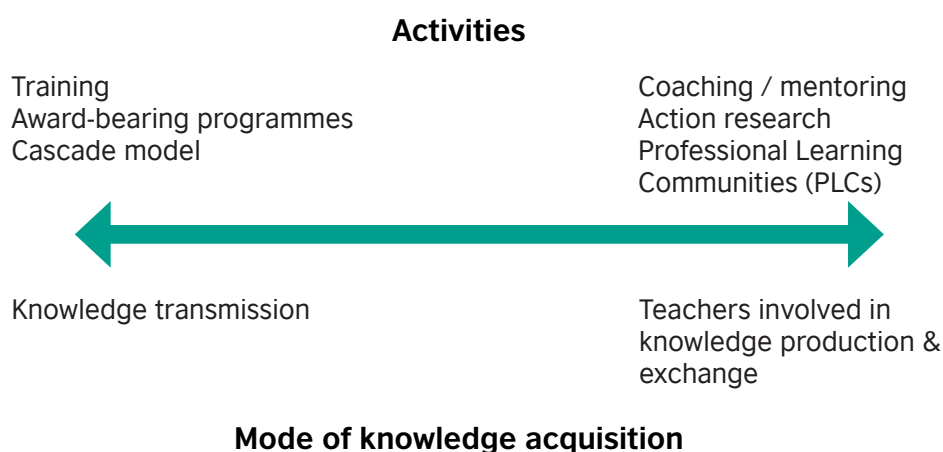 Activities
Training
Award-bearing programmes
Cascade model
Coaching / mentoring
Action research
Professional Learning
Communities (PLCs)
Knowledge transmission
Teachers involved in
knowledge production &
exchange
Mode of knowledge acquisition